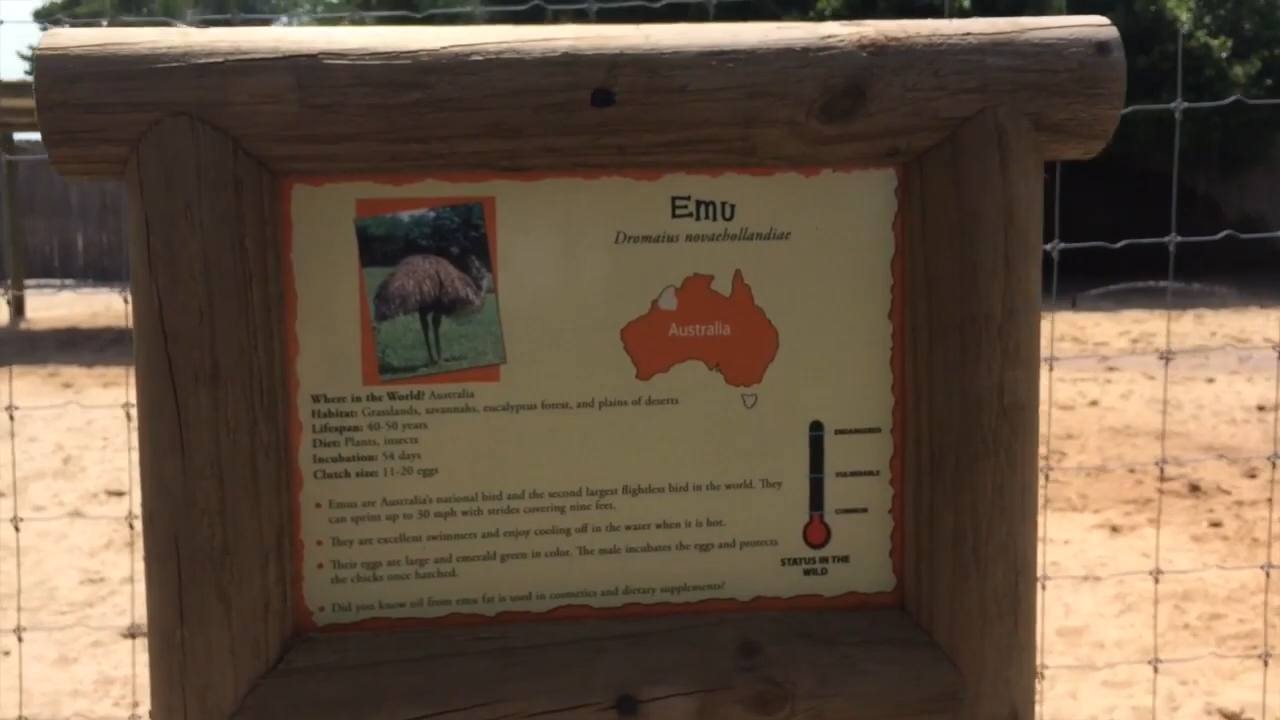 Emu
Dromaius novaehollandiae
Australia
Where in the World? Australia
Habitat: Grasslands, savannahs, eucalyptus forest, and plains of deserts
Lifespan: 40-50 years
Diet: Plants, insects
Incubation: 54 days
Clutch size: 11-20 eggs
• Emus are Australia's national bird and the second largest flightless bird in the world. They
can sprint up to 30 mph with strides covering nine feet.
• They are excellent swimmers and enjoy cooling off in the water when it is hot.
• Their eggs are large and emerald green in color. The male incubates the eggs and protects
the chicks once hatched.
• Did you know oil from emu fat is used in cosmetics and dietary supplements?
ENDANGERED
VULNERABLE
COMMON
STATUS IN THE
WILD